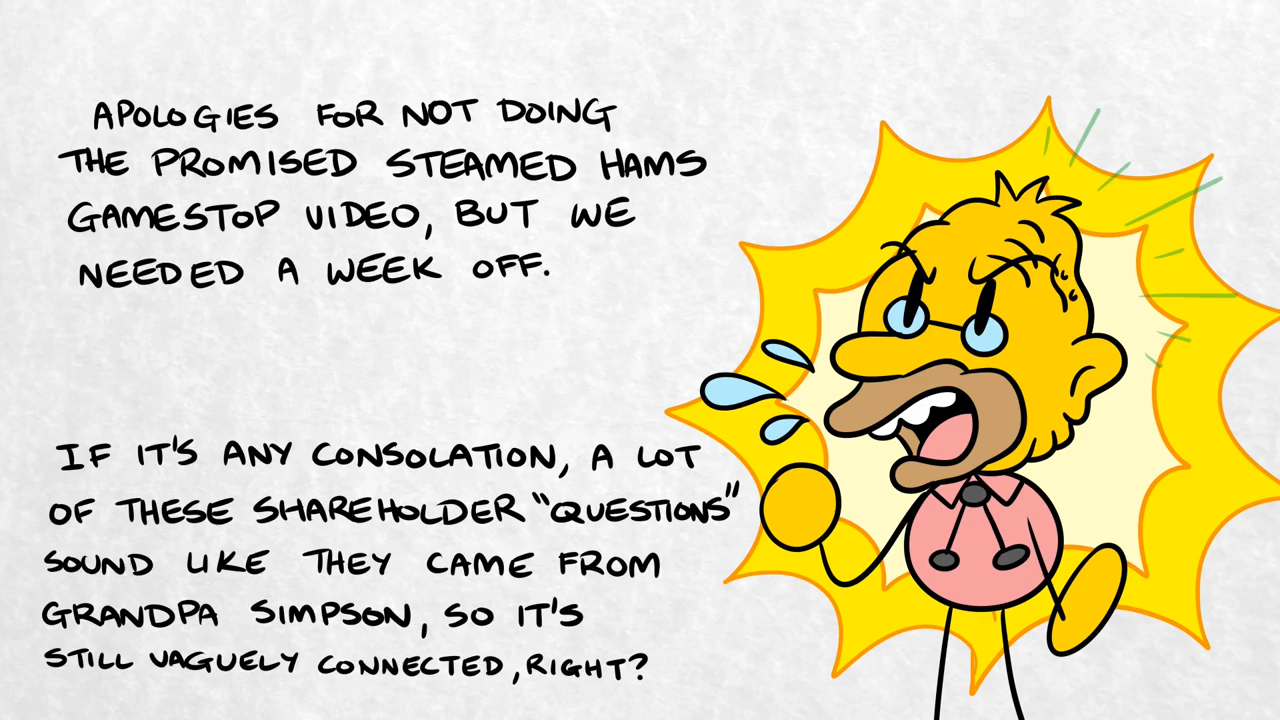 APOLOGIES FOR NOT DOING
THE PROMISED STEAMED HAMS
GAMESTOP VIDEO, BUT WE
NEEDED A WEEK OFF.
IF IT'S ANY CONSOLATION, A LOT
OF THESE SHAREHOLDER "QUESTIONS"
SOUND LIKE THEY CAME FROM
GRANDPA SIMPSON, SO IT'S
STILL VAGUELY CONNECTED, RIGHT?